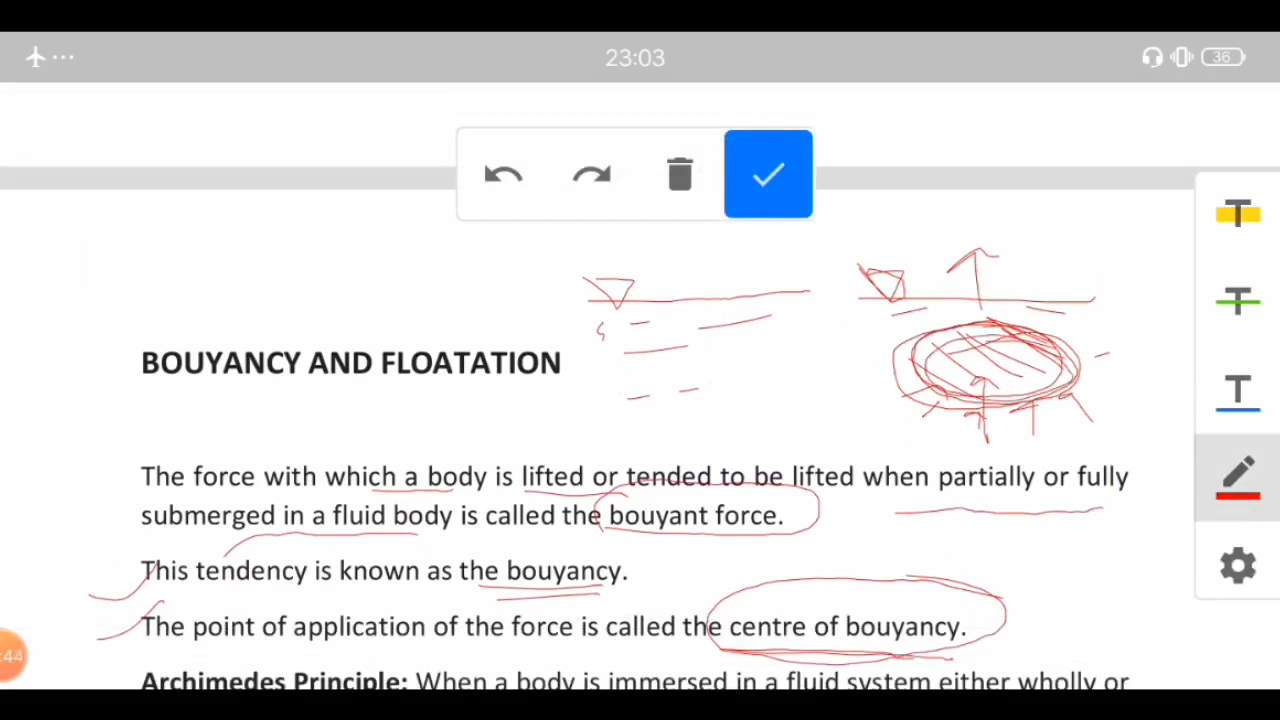 23:03
36
BOUYANCY AND FLOATATION
The force with which a body is lifted or tended to be lifted when partially or fully
submerged in a fluid body is called the bouyant force.
This tendency is known as the bouyancy.
The point of application of the force is called the centre of bouyancy.
:44
Archimedes Principle: When a body is immersed in a fluid system either wholly or